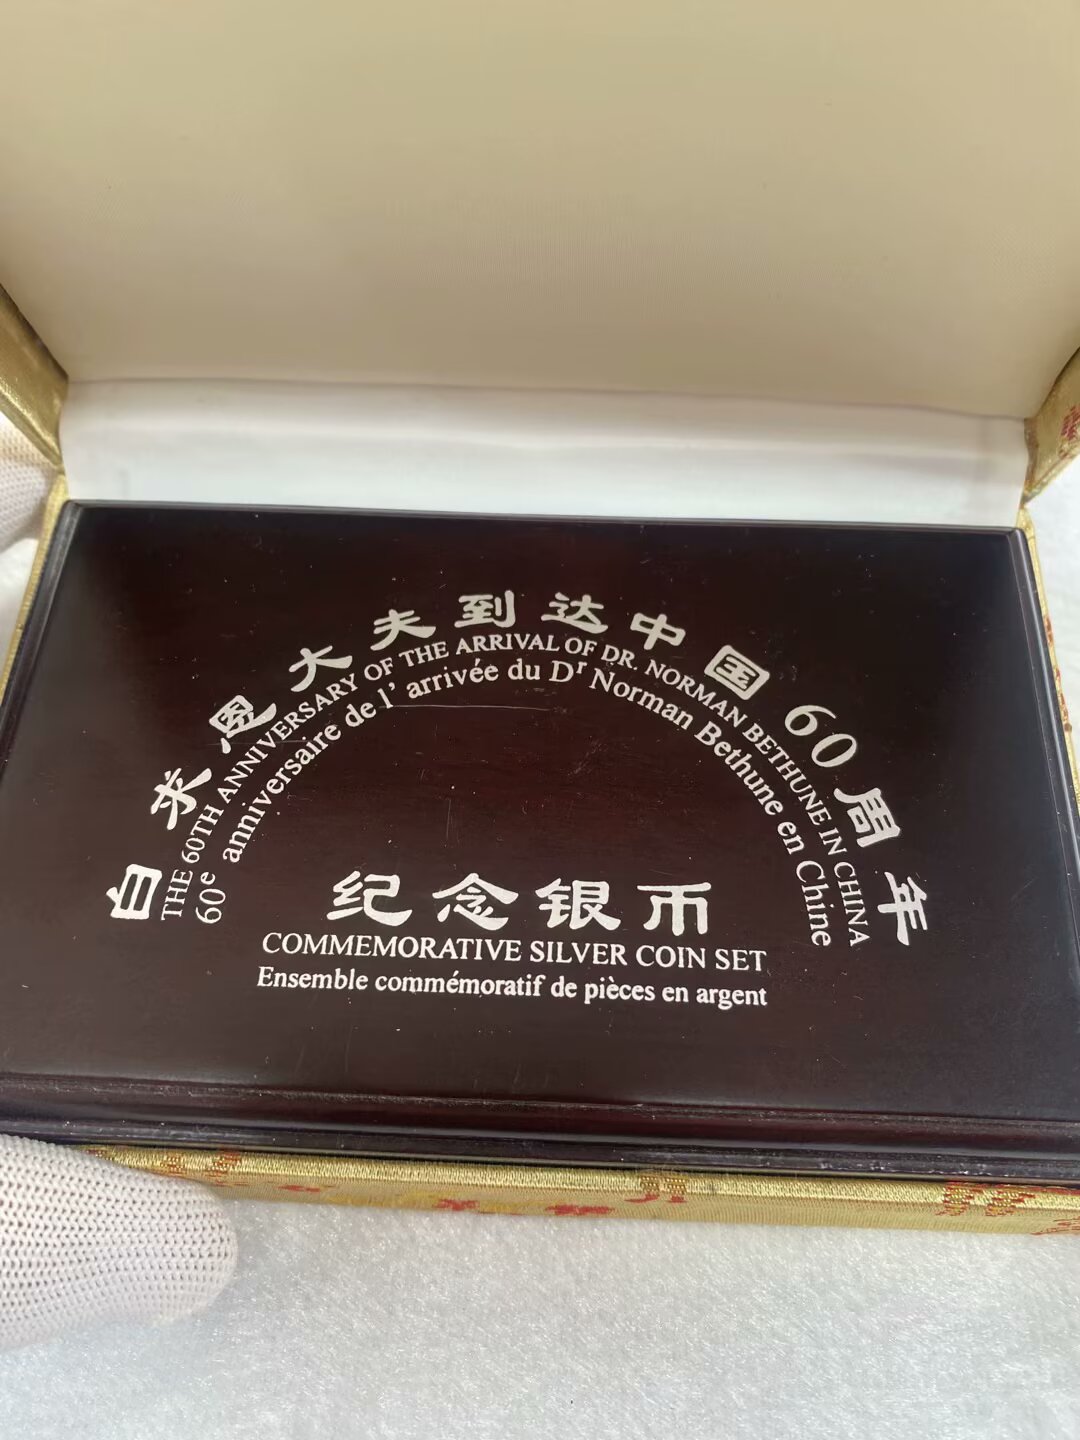 白求恩大夫到达中国60周年
THE 60TH ANNIVERSARY OF THE ARRIVAL OF DR. NORMAN BETHUNE IN CHINA
60e anniversaire de l' arrivée du Dr Norman Bethune en Chine
纪念银币
COMMEMORATIVE SILVER COIN SET
Ensemble commémoratif de pièces en argent